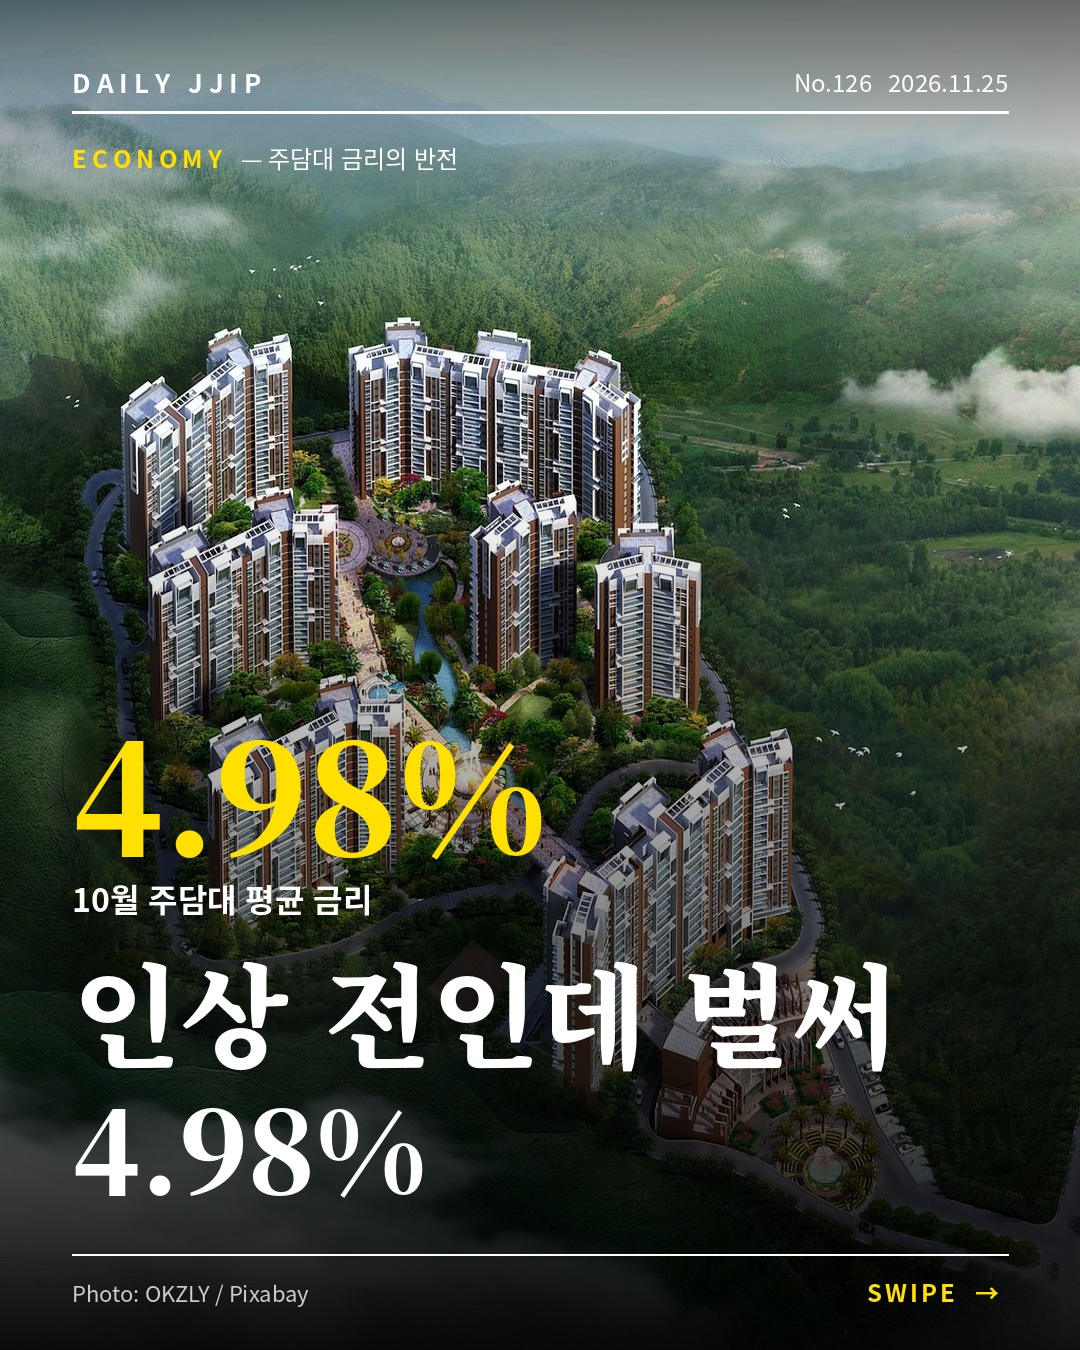 DAILY JJIP
No.126 2026.11.25
ECONOMY — 주담대 금리의 반전
4.98%
10월 주담대 평균 금리
인상 전인데 벌써
4.98%
Photo: OKZLY / Pixabay
SWIPE →